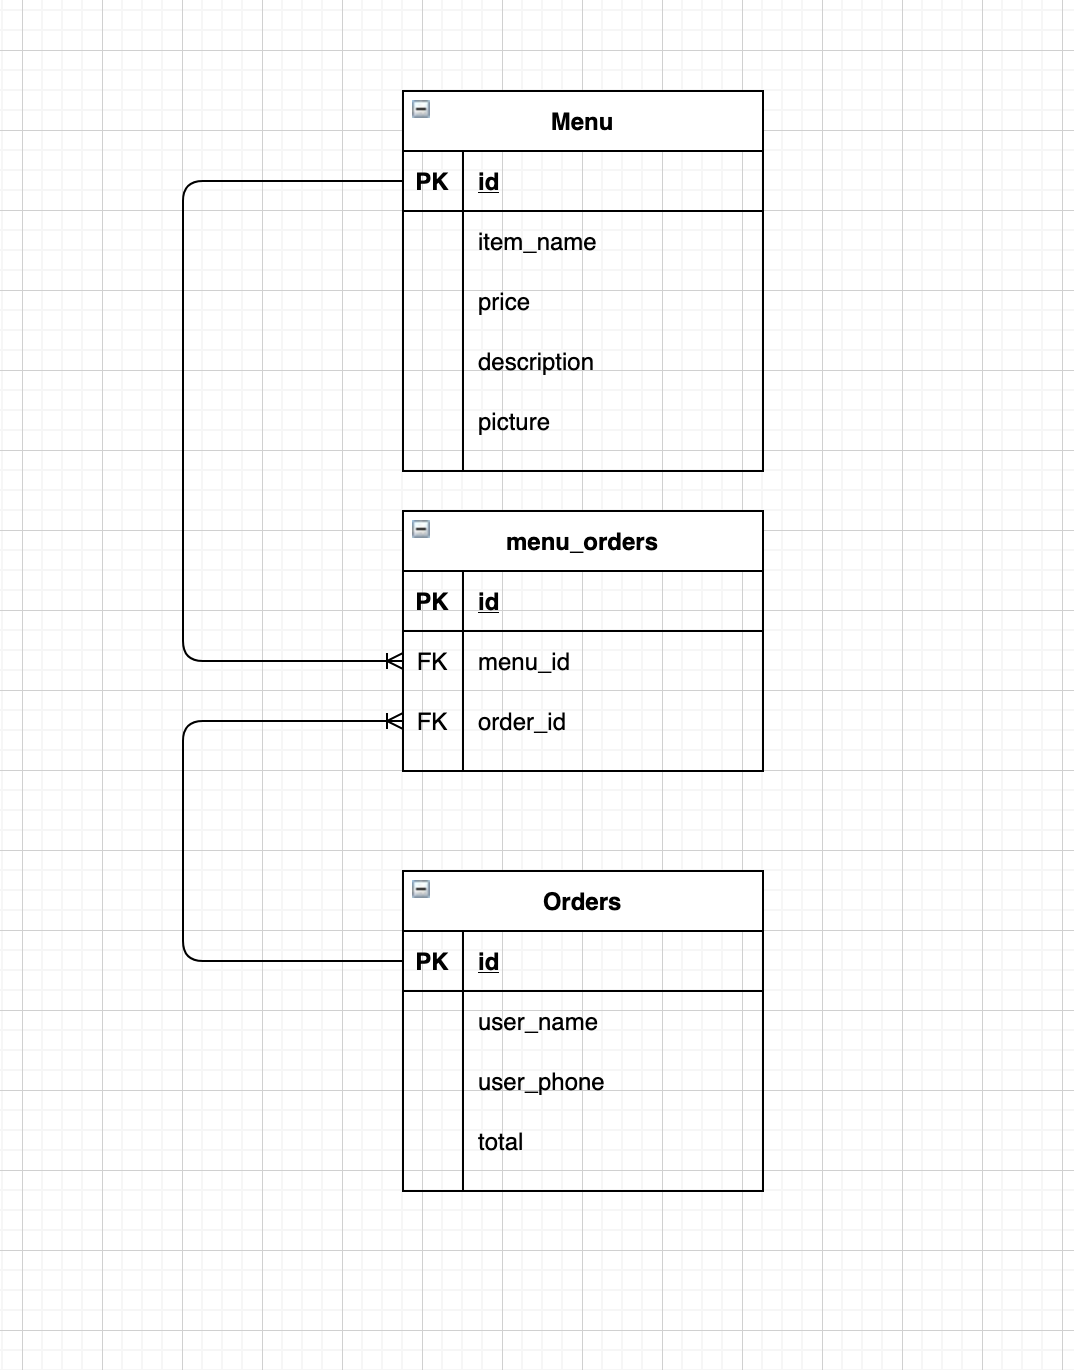 Menu
PK id
item_name
price
description
picture
menu_orders
PK id
FK menu_id
FK order_id
Orders
PK id
user_name
user_phone
total